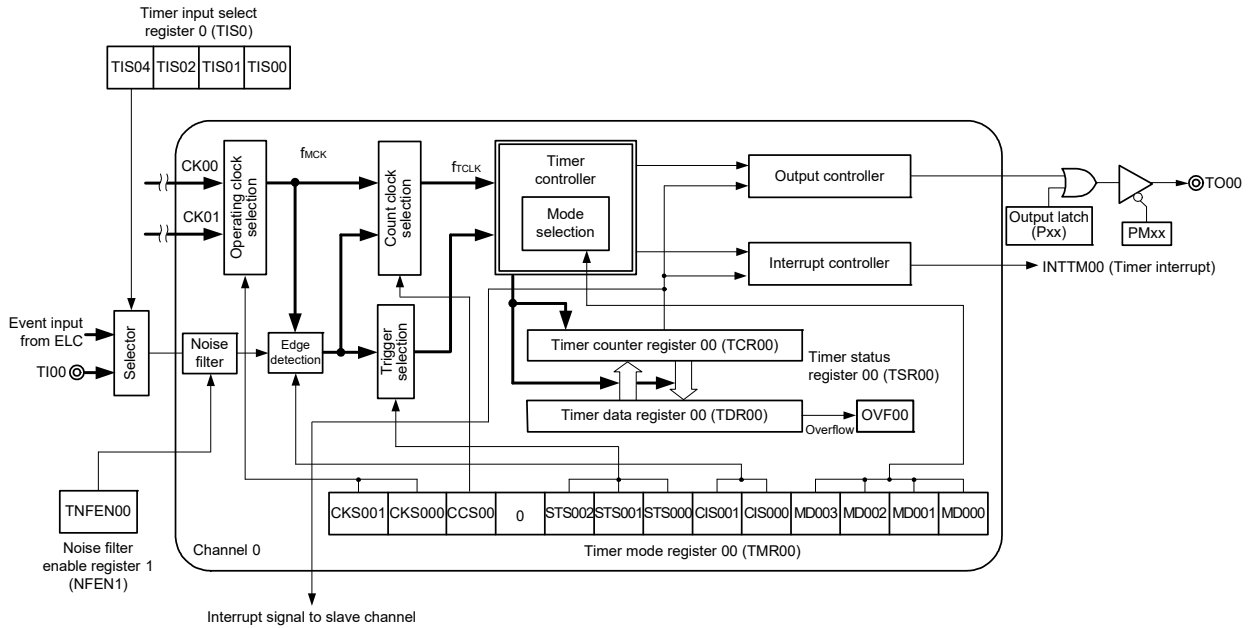 Timer input select
register 0 (TIS0)
TIS04 TIS02 TIS01 TIS00
CK00
CK01
Operating clock
selection
fMCK
Count clock
selection
fTCLK
Timer
controller
Mode
selection
Output controller
Interrupt controller
Output latch
(Pxx)
PMxx
TO00
INTTM00 (Timer interrupt)
Event input
from ELC
TI00
Selector
Noise
filter
Edge
detection
Trigger
selection
Timer counter register 00 (TCR00)
Timer status
register 00 (TSR00)
Timer data register 00 (TDR00)
Overflow
OVF00
TNFEN00
Noise filter
enable register 1
(NFEN1)
CKS001 CKS000 CCS00 0 STS002 STS001 STS000 CIS001 CIS000 MD003 MD002 MD001 MD000
Channel 0
Timer mode register 00 (TMR00)
Interrupt signal to slave channel